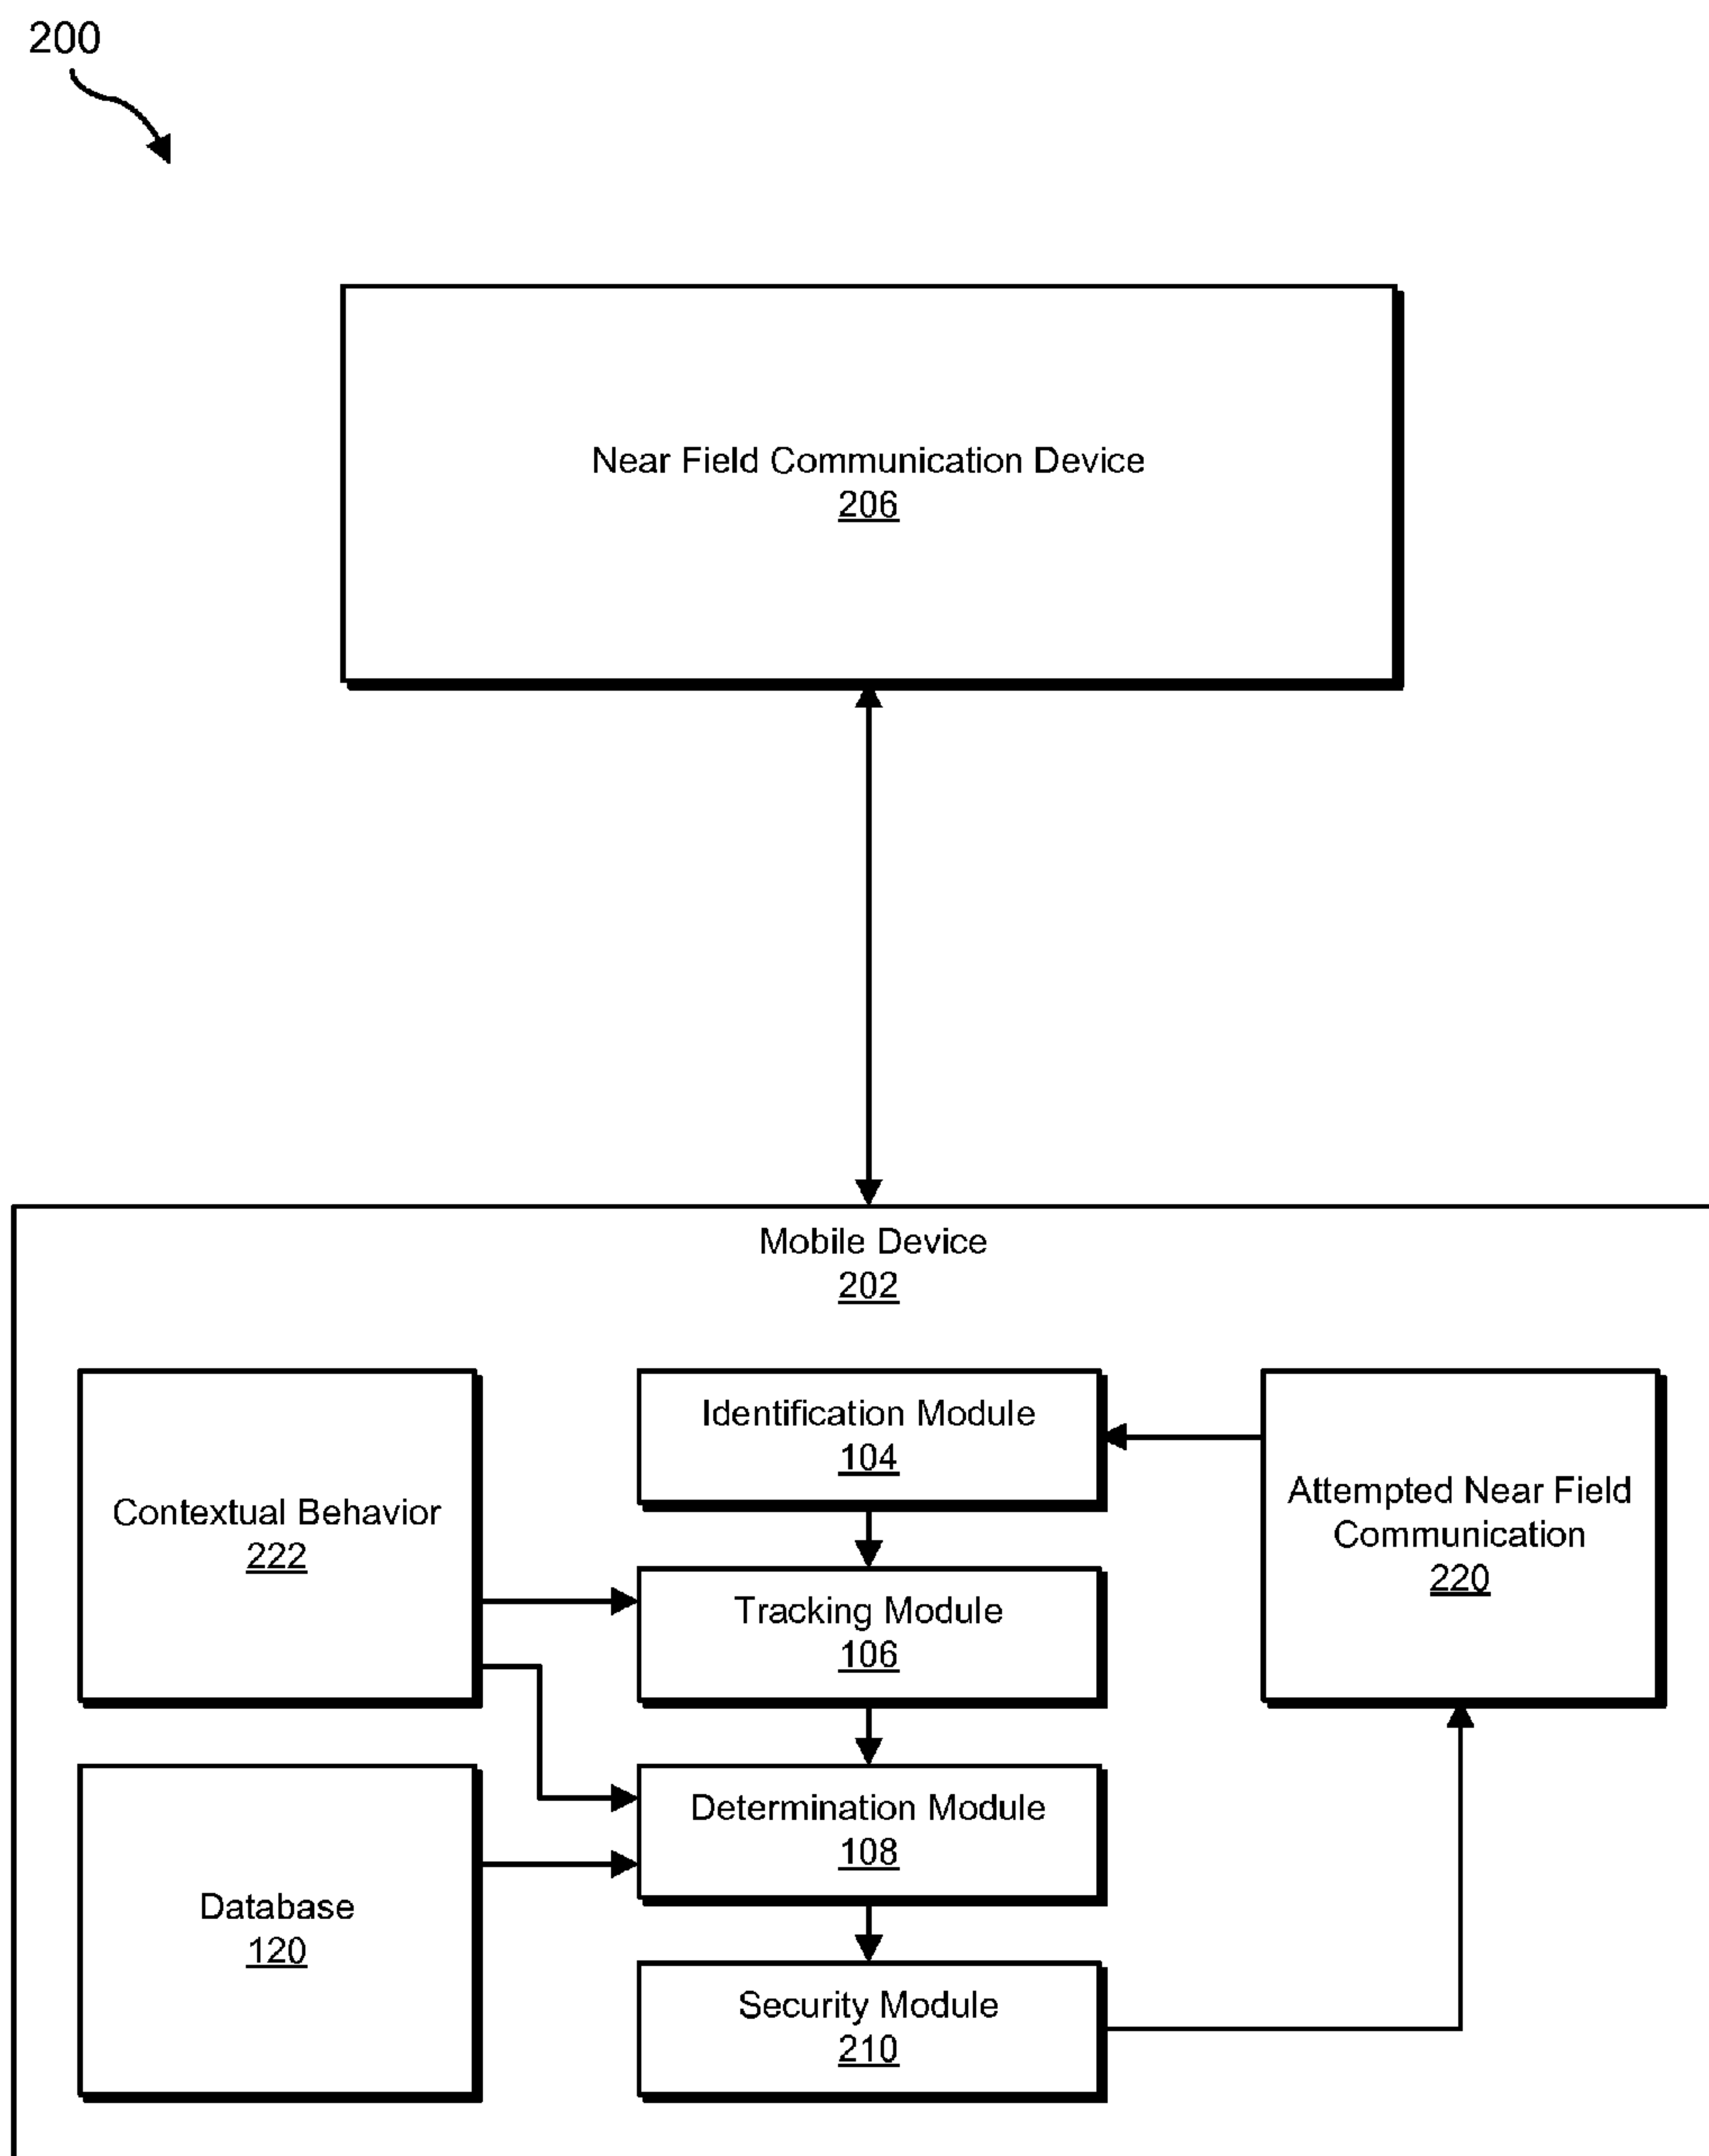 200
Near Field Communication Device
206
Mobile Device
202
Contextual Behavior
222
Identification Module
104
Attempted Near Field
Communication
220
Tracking Module
106
Determination Module
108
Database
120
Security Module
210